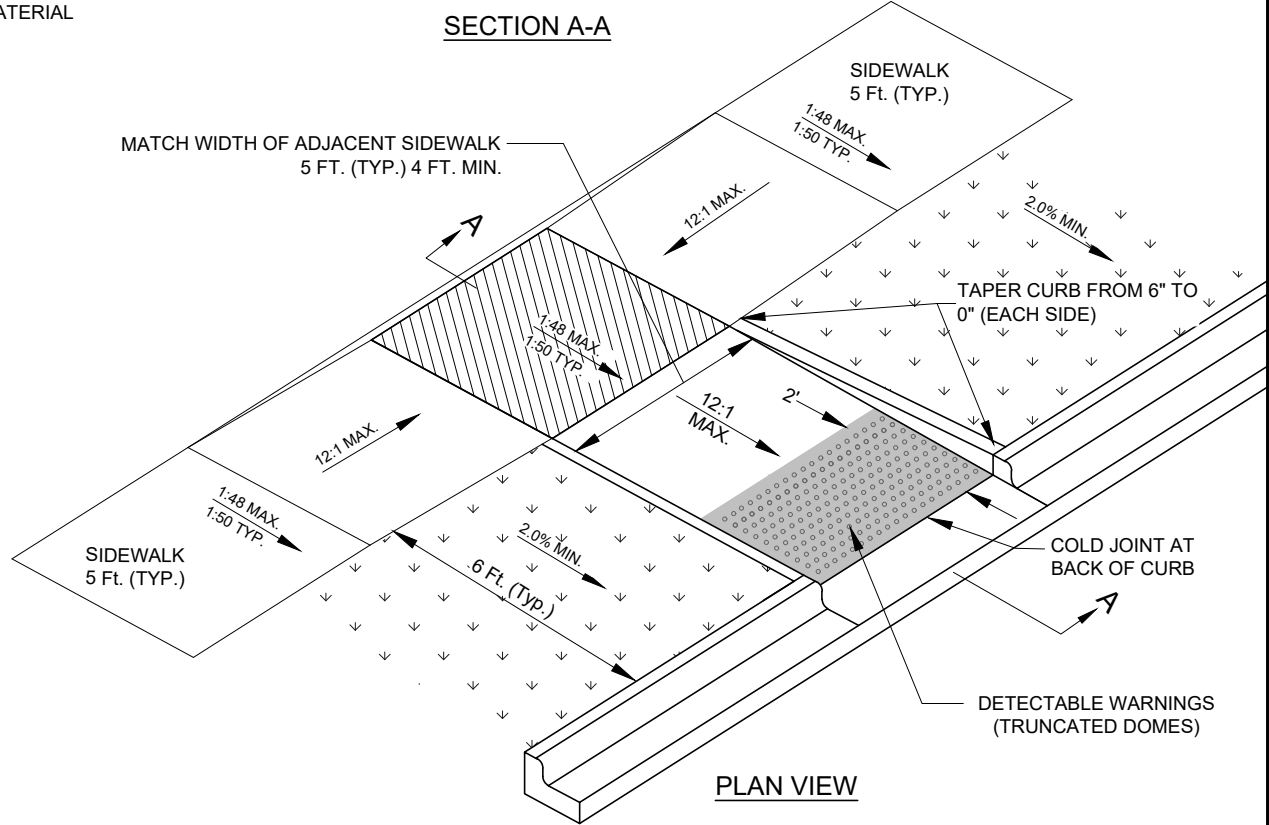 ATERIAL
SECTION A-A
SIDEWALK
5 Ft. (TYP.)
1:48 MAX.
1:50 TYP.
MATCH WIDTH OF ADJACENT SIDEWALK
5 FT. (TYP.) 4 FT. MIN.
12:1 MAX.
2.0% MIN.
A
TAPER CURB FROM 6" TO
0" (EACH SIDE)
1:48 MAX.
1:50 TYP.
12:1
MAX.
2'
12:1 MAX.
1:48 MAX.
1:50 TYP.
SIDEWALK
5 Ft. (TYP.)
2.0% MIN.
6 Ft. (Typ.)
COLD JOINT AT
BACK OF CURB
A
DETECTABLE WARNINGS
(TRUNCATED DOMES)
PLAN VIEW